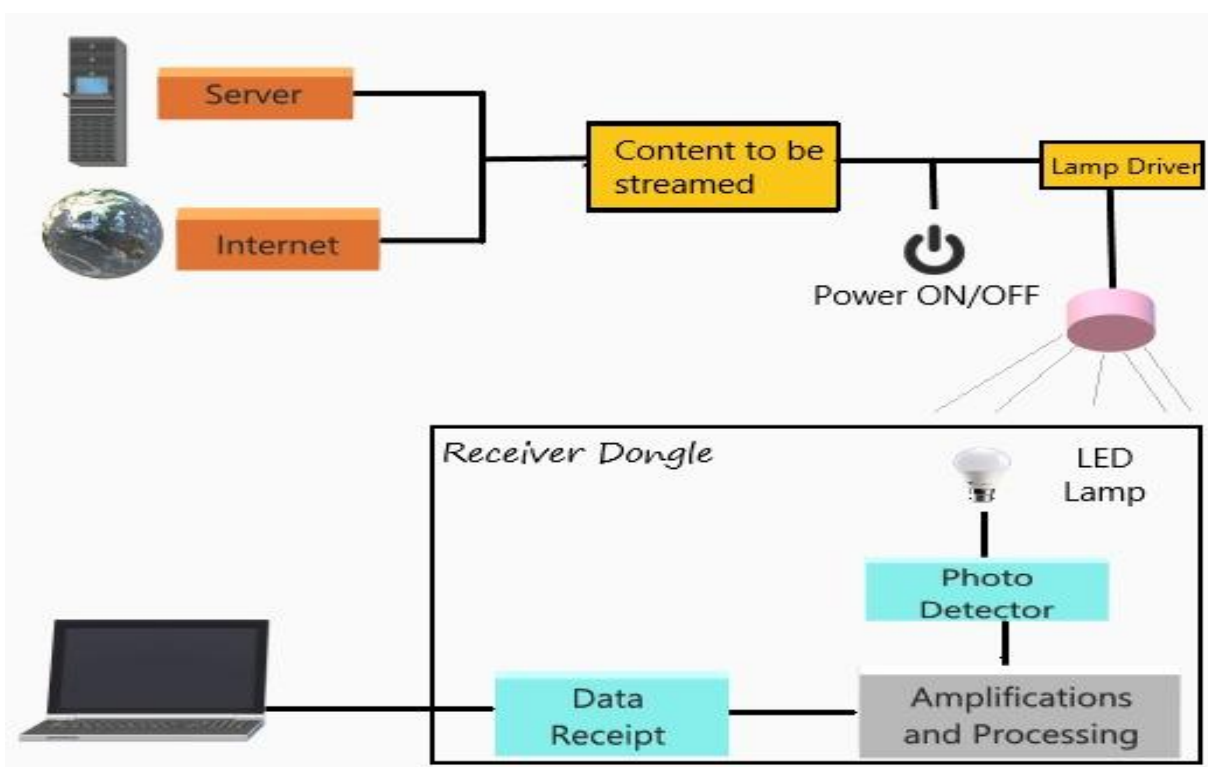 Server
Content to be
streamed
Lamp Driver
Internet
Power ON/OFF
Receiver Dongle
LED
Lamp
Photo
Detector
Data
Receipt
Amplifications
and Processing